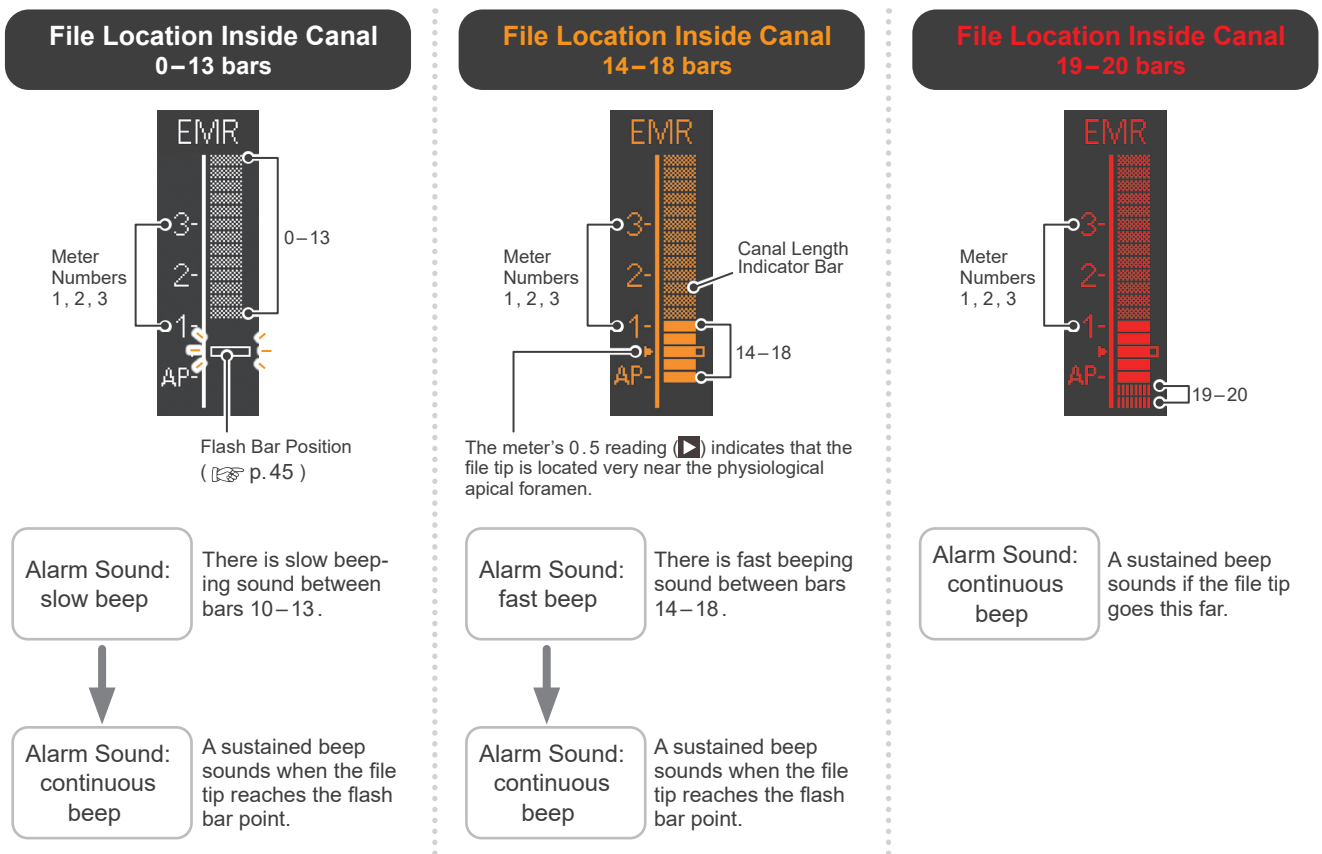 File Location Inside Canal
0–13 bars
EMR
3-
2-
1-
AP-
Meter
Numbers
1, 2, 3
0–13
Flash Bar Position
( ☞ p.45 )
Alarm Sound:
slow beep
There is slow beep-
ing sound between
bars 10–13.
Alarm Sound:
continuous
beep
A sustained beep
sounds when the file
tip reaches the flash
bar point.
File Location Inside Canal
14–18 bars
EMR
3-
2-
1-
AP-
Meter
Numbers
1, 2, 3
Canal Length
Indicator Bar
14–18
The meter’s 0.5 reading (▶) indicates that the
file tip is located very near the physiological
apical foramen.
Alarm Sound:
fast beep
There is fast beeping
sound between bars
14–18.
Alarm Sound:
continuous
beep
A sustained beep
sounds when the file
tip reaches the flash
bar point.
File Location Inside Canal
19–20 bars
EMR
3-
2-
1-
AP-
Meter
Numbers
1, 2, 3
19–20
Alarm Sound:
continuous
beep
A sustained beep
sounds if the file tip
goes this far.